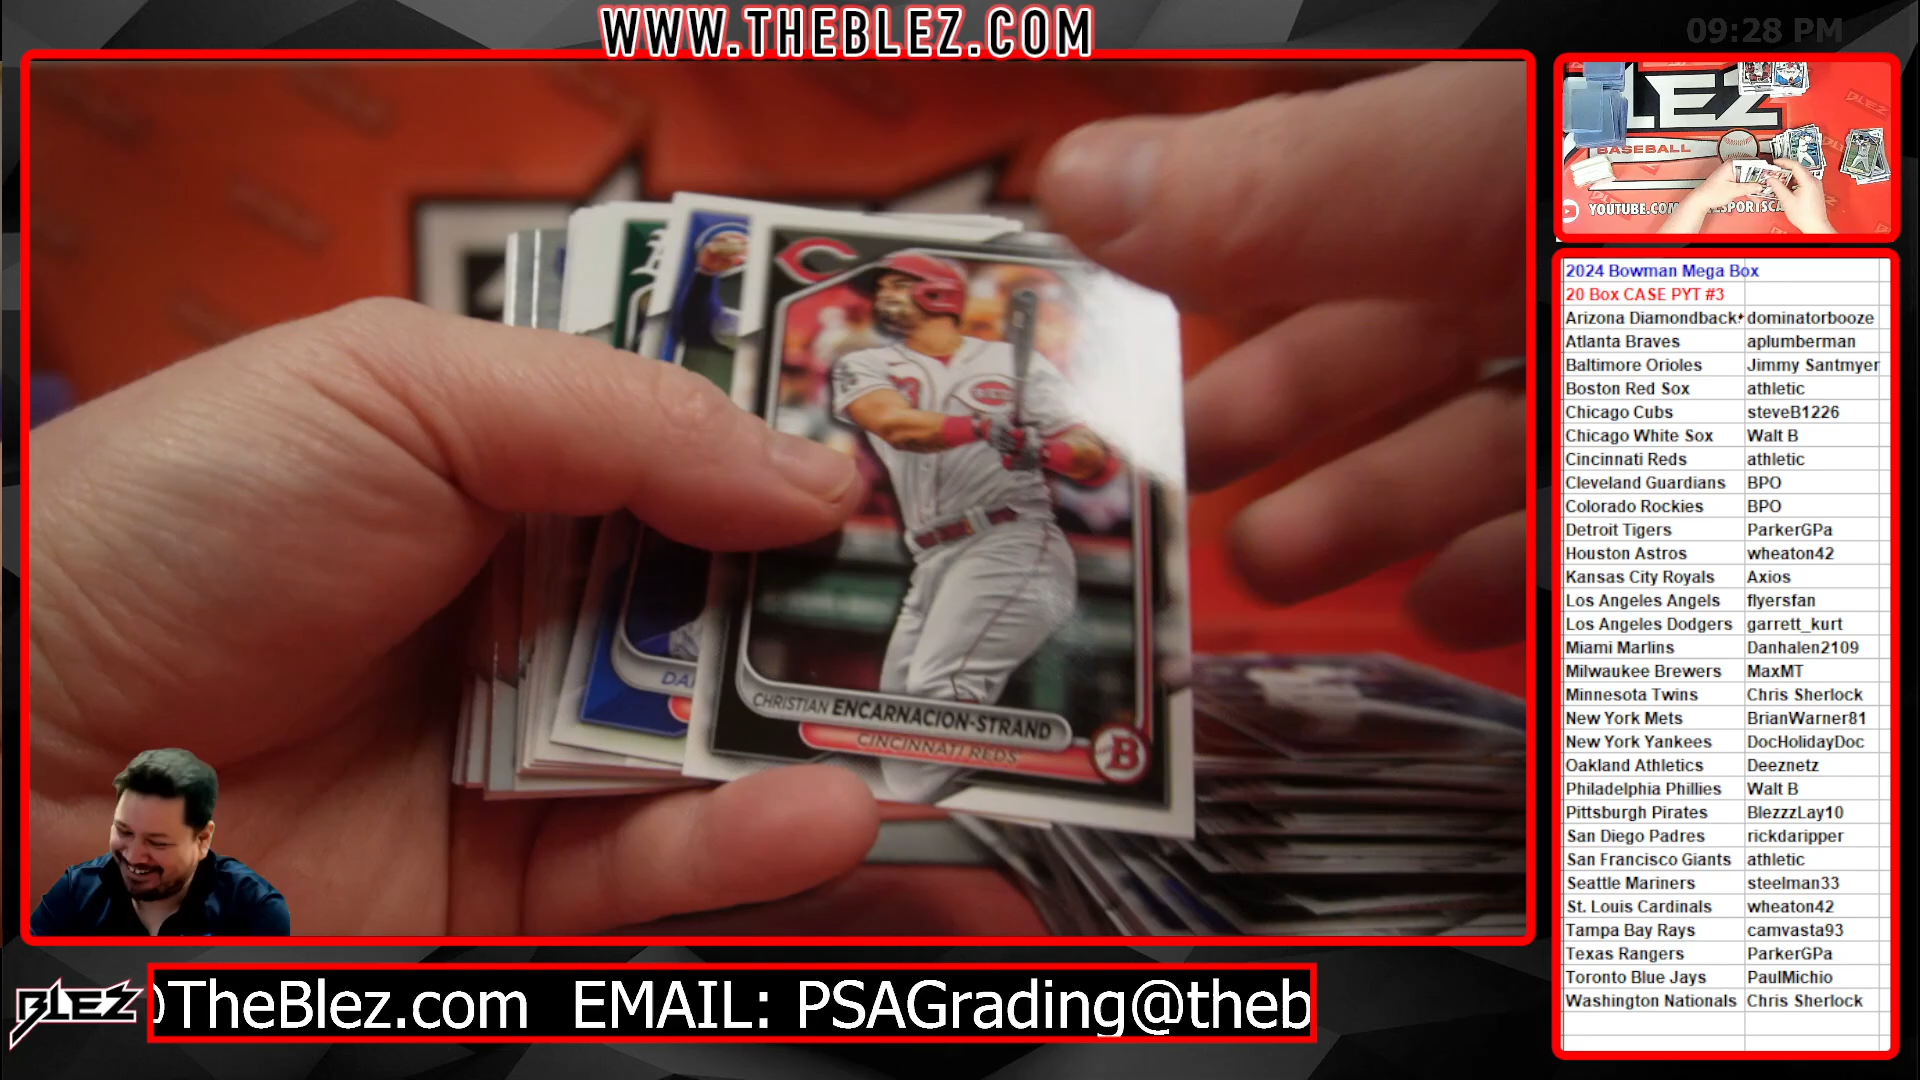 WWW.THEBLEZ.COM
09:28 PM
CHRISTIAN ENCARNACION-STRAND
CINCINNATI REDS
B
DA
BASEBALL
YOUTUBE.COM
2024 Bowman Mega Box
20 Box CASE PYT #3
Arizona Diamondback dominatorbooze
Atlanta Braves aplumberman
Baltimore Orioles Jimmy Santmyer
Boston Red Sox athletic
Chicago Cubs steveB1226
Chicago White Sox Walt B
Cincinnati Reds athletic
Cleveland Guardians BPO
Colorado Rockies BPO
Detroit Tigers ParkerGPa
Houston Astros wheaton42
Kansas City Royals Axios
Los Angeles Angels flyersfan
Los Angeles Dodgers garrett_kurt
Miami Marlins Danhalen2109
Milwaukee Brewers MaxMT
Minnesota Twins Chris Sherlock
New York Mets BrianWarner81
New York Yankees DocHolidayDoc
Oakland Athletics Deeznetz
Philadelphia Phillies Walt B
Pittsburgh Pirates BlezzzLay10
San Diego Padres rickdaripper
San Francisco Giants athletic
Seattle Mariners steelman33
St. Louis Cardinals wheaton42
Tampa Bay Rays camvasta93
Texas Rangers ParkerGPa
Toronto Blue Jays PaulMichio
Washington Nationals Chris Sherlock
BLEZ
@TheBlez.com EMAIL: PSAGrading@theb